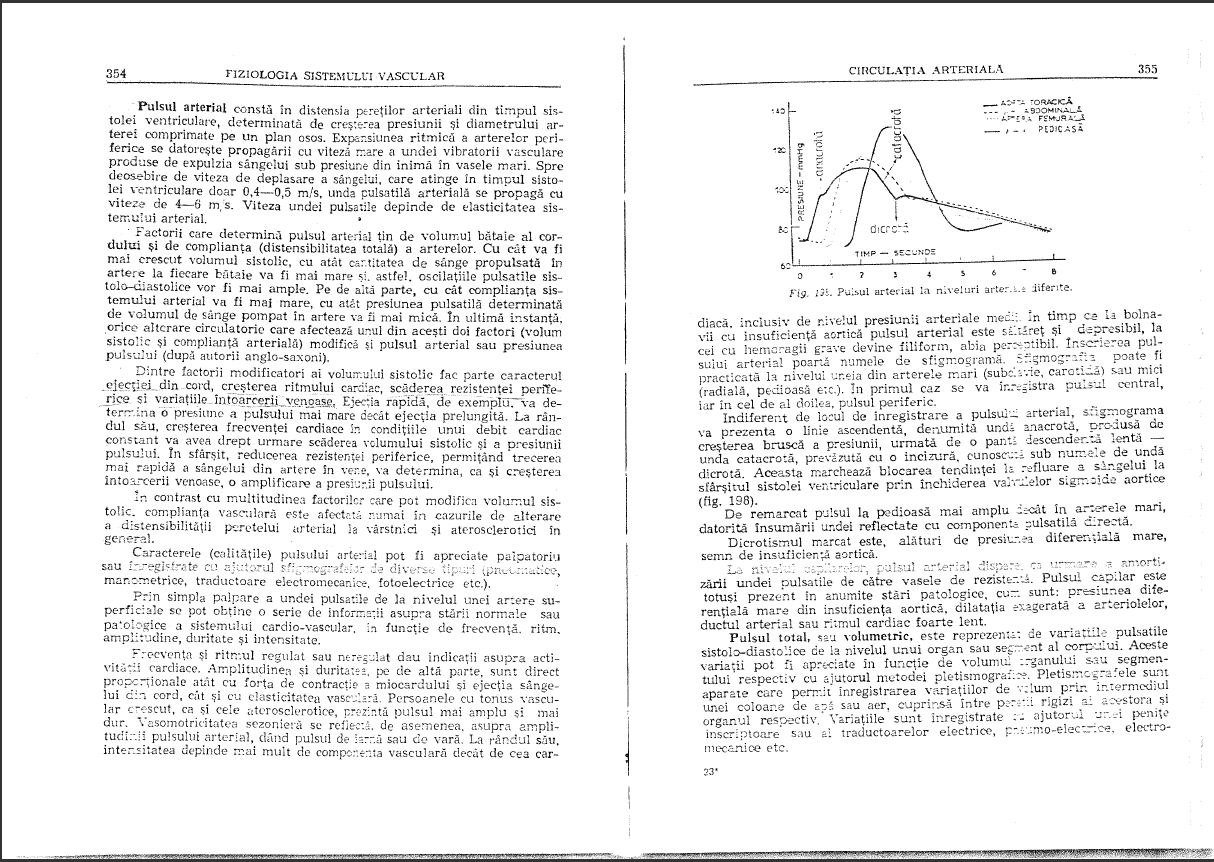 354 FIZIOLOGIA SISTEMULUI VASCULAR
Pulsul arterial constă în distensia pereților arteriali din timpul sis-
tolei ventriculare, determinată de creșterea presiunii și diametrului ar-
terei comprimate pe un plan osos. Expansiunea ritmică a arterelor peri-
ferice se datorește propagării cu viteză mare a undei vibratorii vasculare
produse de expulzia sângelui sub presiune din inimă în vasele mari. Spre
deosebire de viteza de deplasare a sângelui, care atinge în timpul sisto-
lei ventriculare doar 0,4—0,5 m/s, unda pulsatilă arterială se propagă cu
viteze de 4—6 m/s. Viteza undei pulsatile depinde de elasticitatea sis-
temului arterial.
Factorii care determină pulsul arterial țin de volumul bătaie al cor-
dului și de complianța (distensibilitatea totală) a arterelor. Cu cât va fi
mai crescut volumul sistolic, cu atât cantitatea de sânge propulsată în
artere la fiecare bătaie va fi mai mare și, astfel, oscilațiile pulsatile sis-
tolo-diastolice vor fi mai ample. Pe de altă parte, cu cât complianța sis-
temului arterial va fi mai mare, cu atât presiunea pulsatilă determinată
de volumul de sânge pompat în artere va fi mai mică. În ultimă instanță,
orice alterare circulatorie care afectează unul din acești doi factori (volum
sistolic și complianță arterială) modifică și pulsul arterial sau presiunea
pulsului (după autorii anglo-saxoni).
Dintre factorii modificatori ai volumului sistolic fac parte caracterul
ejecției din cord, creșterea ritmului cardiac, scăderea rezistenței perife-
rice și variațiile întoarcerii venoase. Ejecția rapidă, de exemplu, va de-
termina o presiune a pulsului mai mare decât ejecția prelungită. La rân-
dul său, creșterea frecvenței cardiace în condițiile unui debit cardiac
constant va avea drept urmare scăderea volumului sistolic și a presiunii
pulsului. În sfârșit, reducerea rezistenței periferice, permițând trecerea
mai rapidă a sângelui din artere în vene, va determina, ca și creșterea
întoarcerii venoase, o amplificare a presiunii pulsului.
În contrast cu multitudinea factorilor care pot modifica volumul sis-
tolic, complianța vasculară este afectată numai în cazurile de alterare
a distensibilității peretelui arterial la vârstnici și aterosclerotici în
general.
Caracterele (calitățile) pulsului arterial pot fi apreciate palpatoriu
sau înregistrate cu ajutorul sfigmografelor de diverse tipuri (pneumatice,
manometrice, traductoare electromecanice, fotoelectrice etc.).
Prin simpla palpare a undei pulsatile de la nivelul unei artere su-
perficiale se pot obține o serie de informații asupra stării normale sau
patologice a sistemului cardio-vascular, în funcție de frecvență, ritm,
amplitudine, duritate și intensitate.
Frecvența și ritmul regulat sau neregulat dau indicații asupra acti-
vității cardiace. Amplitudinea și duritatea, pe de altă parte, sunt direct
proporționale atât cu forța de contracție a miocardului și ejecția sânge-
lui din cord, cât și cu elasticitatea vasculară. Persoanele cu tonus vascu-
lar crescut, ca și cele aterosclerotice, prezintă pulsul mai amplu și mai
dur. Vasomotricitatea sezonieră se reflectă, de asemenea, asupra ampli-
tudinii pulsului arterial, dând pulsul de iarnă sau de vară. La rândul său,
intensitatea depinde mai mult de componenta vasculară decât de cea car-
CIRCULAȚIA ARTERIALĂ 355
AORTA TORACICĂ
ABDOMINALĂ
ARTERA FEMURALĂ
PEDIOASĂ
140
120
100
80
60
PRESIUNE — mmHg
anacrotă
catacrotă
dicrotă
TIMP — SECUNDE
0 1 2 3 4 5 6 7 8
Fig. 198. Pulsul arterial la niveluri arteriale diferite.
diacă, inclusiv de nivelul presiunii arteriale medii. În timp ce la bolna-
vii cu insuficiență aortică pulsul arterial este săltăreț și depresibil, la
cei cu hemoragii grave devine filiform, abia perceptibil. Înscrierea pul-
sului arterial poartă numele de sfigmogramă. Sfigmografia poate fi
practicată la nivelul uneia din arterele mari (subclavie, carotidă) sau mici
(radială, pedioasă etc.). În primul caz se va înregistra pulsul central,
iar în cel de al doilea, pulsul periferic.
Indiferent de locul de înregistrare a pulsului arterial, sfigmograma
va prezenta o linie ascendentă, denumită undă anacrotă, produsă de
creșterea bruscă a presiunii, urmată de o pantă descendentă lentă —
unda catacrotă, prevăzută cu o incizură, cunoscută sub numele de undă
dicrotă. Aceasta marchează blocarea tendinței la refluare a sângelui la
sfârșitul sistolei ventriculare prin închiderea valvulelor sigmoide aortice
(fig. 198).
De remarcat pulsul la pedioasă mai amplu decât în arterele mari,
datorită însumării undei reflectate cu componenta pulsatilă directă.
Dicrotismul marcat este, alături de presiunea diferențială mare,
semn de insuficiență aortică.
La nivelul capilarelor, pulsul arterial dispare ca urmare a amorti-
zării undei pulsatile de către vasele de rezistență. Pulsul capilar este
totuși prezent în anumite stări patologice, cum sunt: presiunea dife-
rențială mare din insuficiența aortică, dilatația exagerată a arteriolelor,
ductul arterial sau ritmul cardiac foarte lent.
Pulsul total, sau volumetric, este reprezentat de variațiile pulsatile
sistolo-diastolice de la nivelul unui organ sau segment al corpului. Aceste
variații pot fi apreciate în funcție de volumul organului sau segmen-
tului respectiv cu ajutorul metodei pletismografice. Pletismografele sunt
aparate care permit înregistrarea variațiilor de volum prin intermediul
unei coloane de apă sau aer, cuprinsă între pereții rigizi ai acestora și
organul respectiv. Variațiile sunt înregistrate cu ajutorul unei penițe
inscriptoare sau al traductoarelor electrice, pneumo-electrice, electro-
mecanice etc.
23*